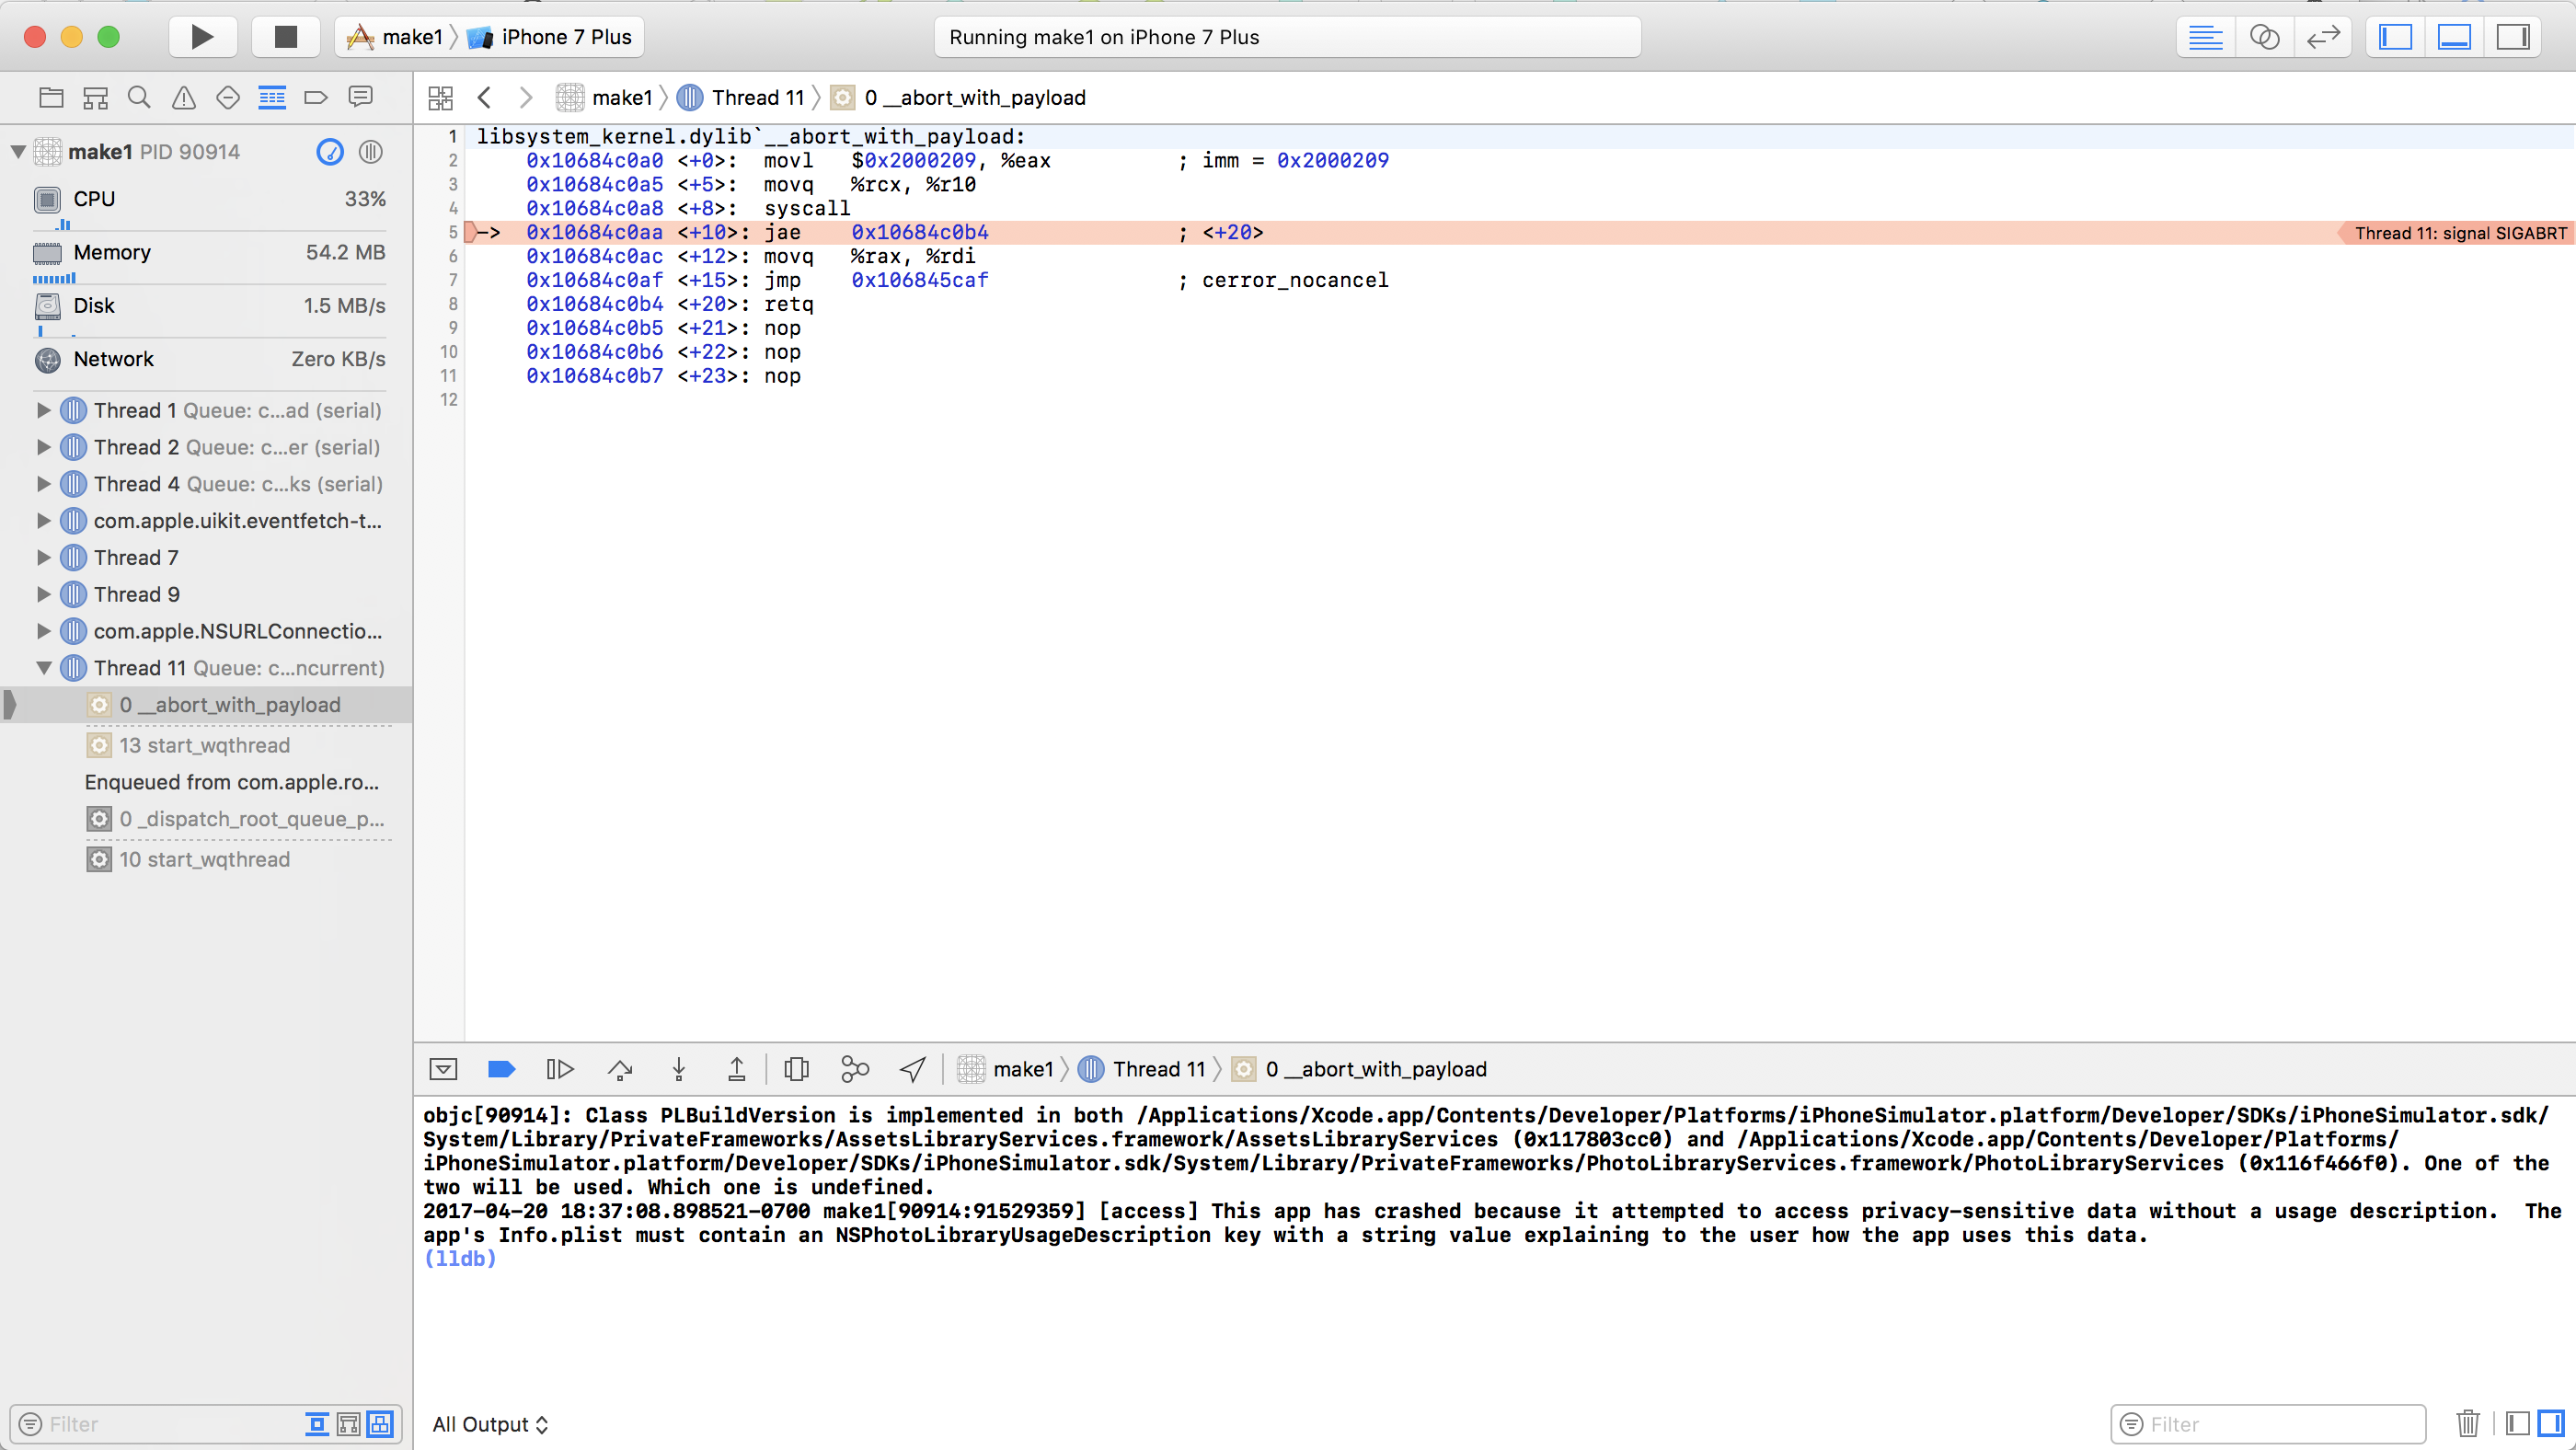 make1 iPhone 7 Plus
Running make1 on iPhone 7 Plus
make1 PID 90914
CPU 33%
Memory 54.2 MB
Disk 1.5 MB/s
Network Zero KB/s
Thread 1 Queue: c...ad (serial)
Thread 2 Queue: c...er (serial)
Thread 4 Queue: c...ks (serial)
com.apple.uikit.eventfetch-t...
Thread 7
Thread 9
com.apple.NSURLConnectio...
Thread 11 Queue: c...ncurrent)
0 __abort_with_payload
13 start_wqthread
Enqueued from com.apple.ro...
0 _dispatch_root_queue_p...
10 start_wqthread
Filter
make1 Thread 11 0 __abort_with_payload
1 libsystem_kernel.dylib`__abort_with_payload:
2 0x10684c0a0 <+0>: movl $0x2000209, %eax ; imm = 0x2000209
3 0x10684c0a5 <+5>: movq %rcx, %r10
4 0x10684c0a8 <+8>: syscall
5 -> 0x10684c0aa <+10>: jae 0x10684c0b4 ; <+20> Thread 11: signal SIGABRT
6 0x10684c0ac <+12>: movq %rax, %rdi
7 0x10684c0af <+15>: jmp 0x106845caf ; cerror_nocancel
8 0x10684c0b4 <+20>: retq
9 0x10684c0b5 <+21>: nop
10 0x10684c0b6 <+22>: nop
11 0x10684c0b7 <+23>: nop
12
make1 Thread 11 0 __abort_with_payload
objc[90914]: Class PLBuildVersion is implemented in both /Applications/Xcode.app/Contents/Developer/Platforms/iPhoneSimulator.platform/Developer/SDKs/iPhoneSimulator.sdk/
System/Library/PrivateFrameworks/AssetsLibraryServices.framework/AssetsLibraryServices (0x117803cc0) and /Applications/Xcode.app/Contents/Developer/Platforms/
iPhoneSimulator.platform/Developer/SDKs/iPhoneSimulator.sdk/System/Library/PrivateFrameworks/PhotoLibraryServices.framework/PhotoLibraryServices (0x116f466f0). One of the
two will be used. Which one is undefined.
2017-04-20 18:37:08.898521-0700 make1[90914:91529359] [access] This app has crashed because it attempted to access privacy-sensitive data without a usage description.  The
app's Info.plist must contain an NSPhotoLibraryUsageDescription key with a string value explaining to the user how the app uses this data.
(lldb)
All Output
Filter